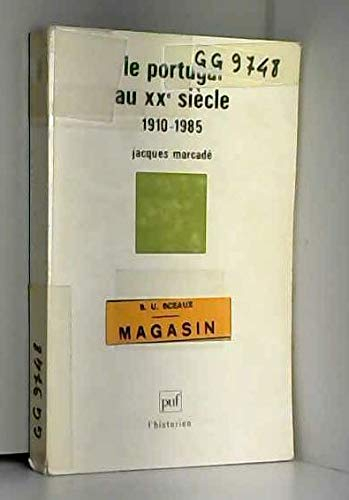 GG 9748
le portugal
au XXe siècle
1910-1985
jacques marcadé
B. U. SCEAUX
MAGASIN
puf
l'historien
GG 9748